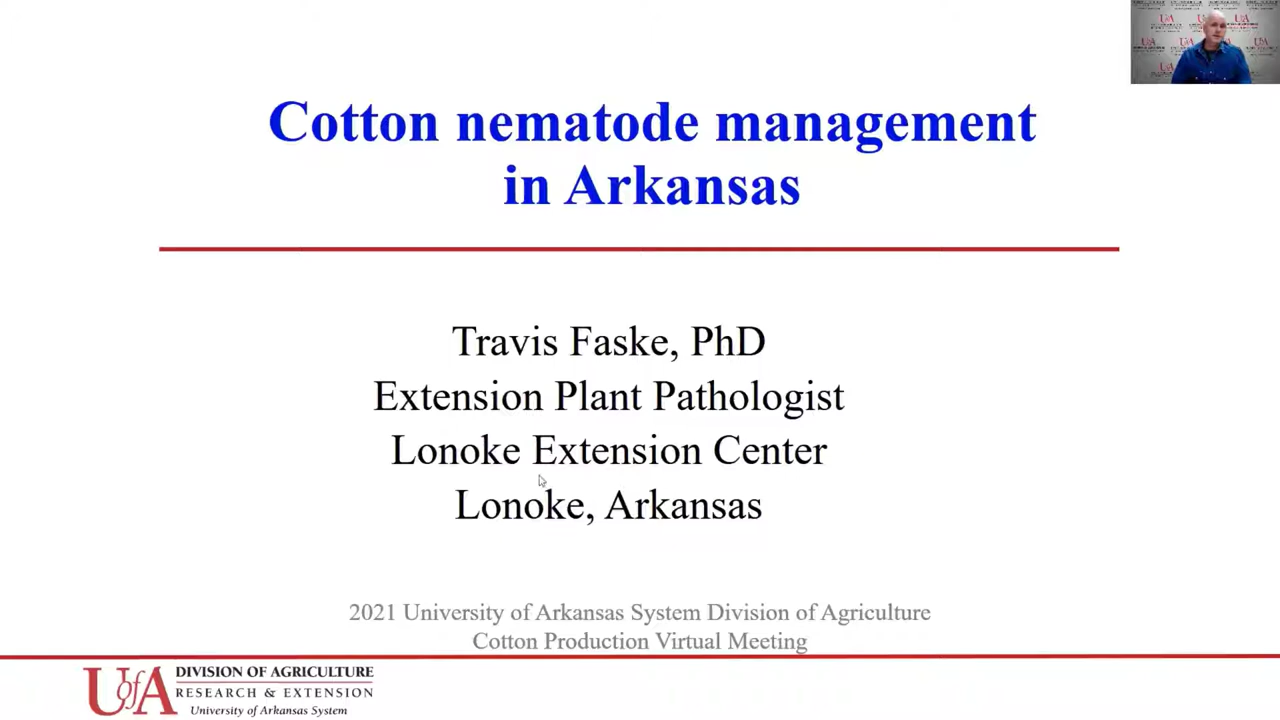 Cotton nematode management
in Arkansas
Travis Faske, PhD
Extension Plant Pathologist
Lonoke Extension Center
Lonoke, Arkansas
2021 University of Arkansas System Division of Agriculture
Cotton Production Virtual Meeting
UofA
DIVISION OF AGRICULTURE
RESEARCH & EXTENSION
University of Arkansas System